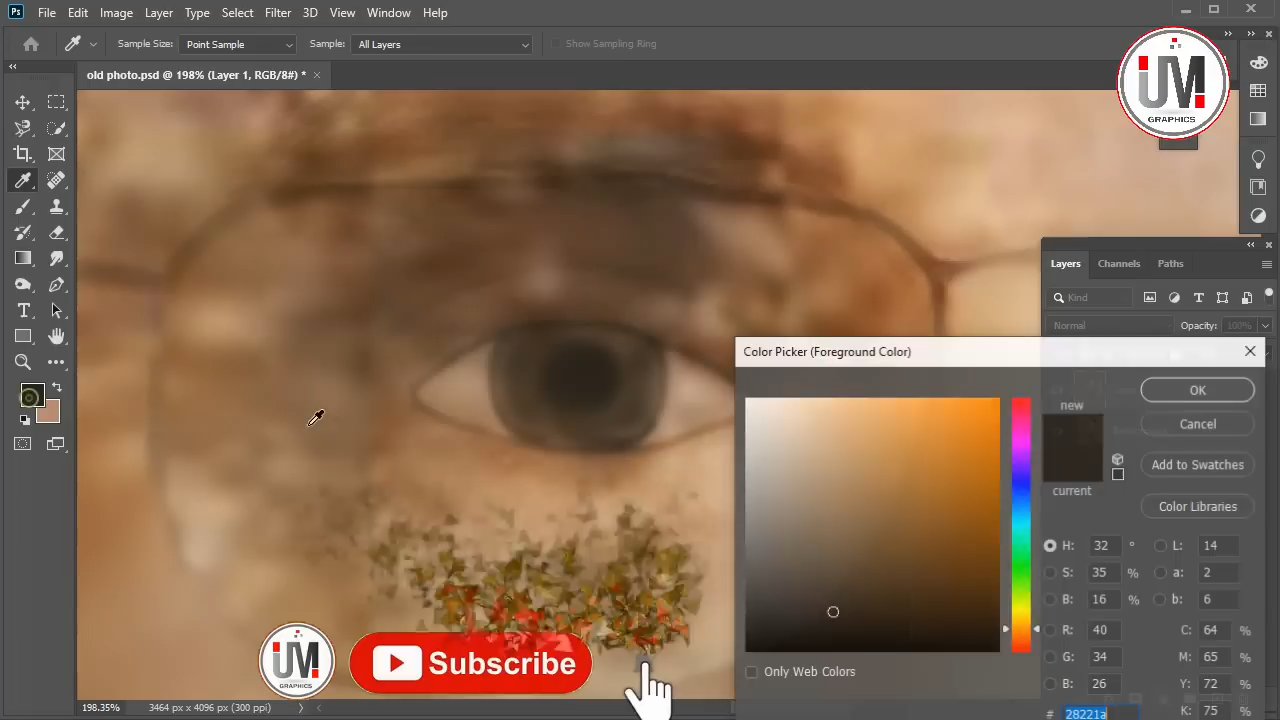 Ps File Edit Image Layer Type Select Filter 3D View Window Help
Sample Size: Point Sample Sample: All Layers Show Sampling Ring
old photo.psd @ 198% (Layer 1, RGB/8#) * ×
UM
GRAPHICS
Layers Channels Paths
Kind
Normal Opacity: 100%
Color Picker (Foreground Color)
new
current
OK
Cancel
Add to Swatches
Color Libraries
H: 32 ° L: 14
S: 35 % a: 2
B: 16 % b: 6
R: 40 C: 64 %
G: 34 M: 65 %
B: 26 Y: 72 %
# 28221a K: 75 %
Only Web Colors
UM
GRAPHICS
Subscribe
198.35% 3464 px x 4096 px (300 ppi)